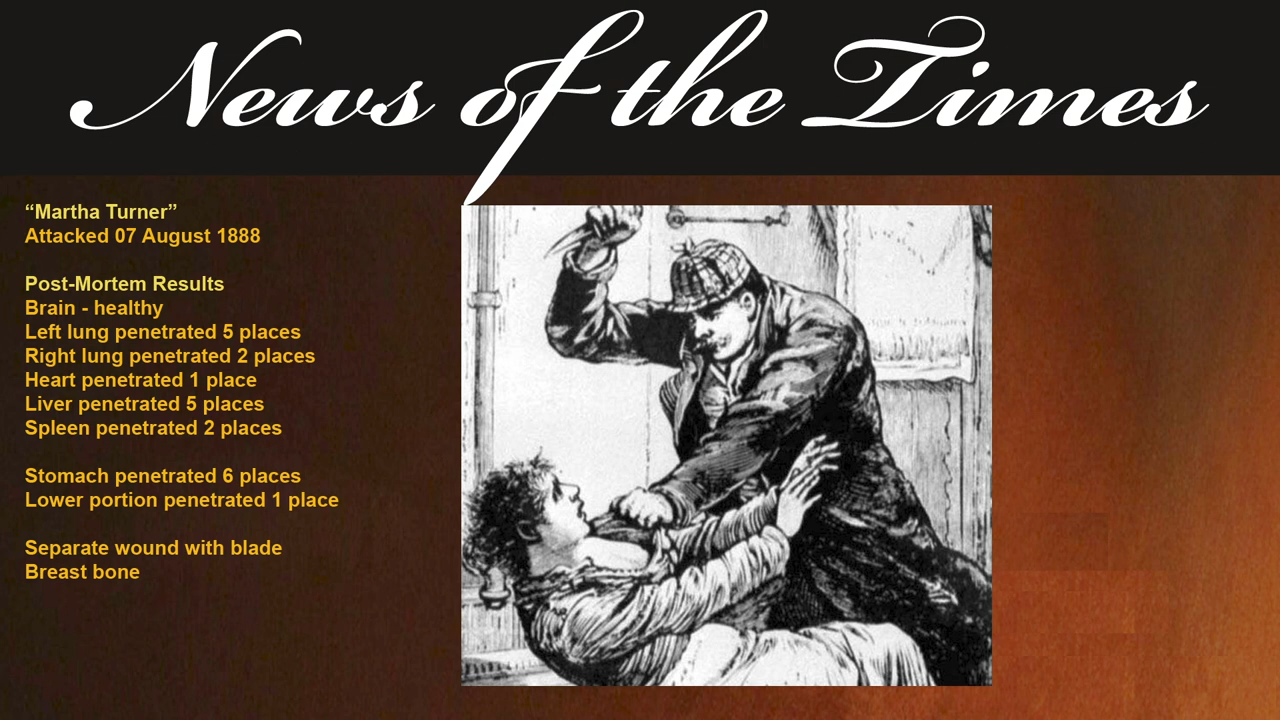 News of the Times
“Martha Turner”
Attacked 07 August 1888
Post-Mortem Results
Brain - healthy
Left lung penetrated 5 places
Right lung penetrated 2 places
Heart penetrated 1 place
Liver penetrated 5 places
Spleen penetrated 2 places
Stomach penetrated 6 places
Lower portion penetrated 1 place
Separate wound with blade
Breast bone